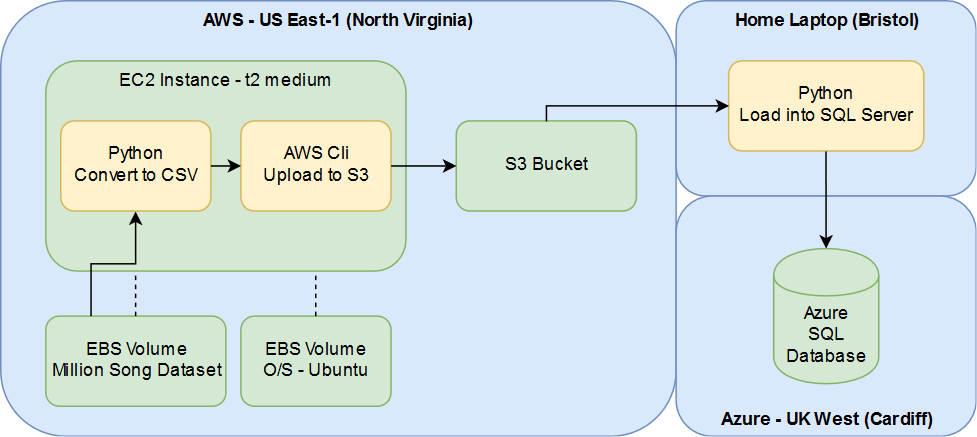 AWS - US East-1 (North Virginia)
Home Laptop (Bristol)
EC2 Instance - t2 medium
Python
Convert to CSV
AWS Cli
Upload to S3
S3 Bucket
Python
Load into SQL Server
EBS Volume
Million Song Dataset
EBS Volume
O/S - Ubuntu
Azure
SQL
Database
Azure - UK West (Cardiff)